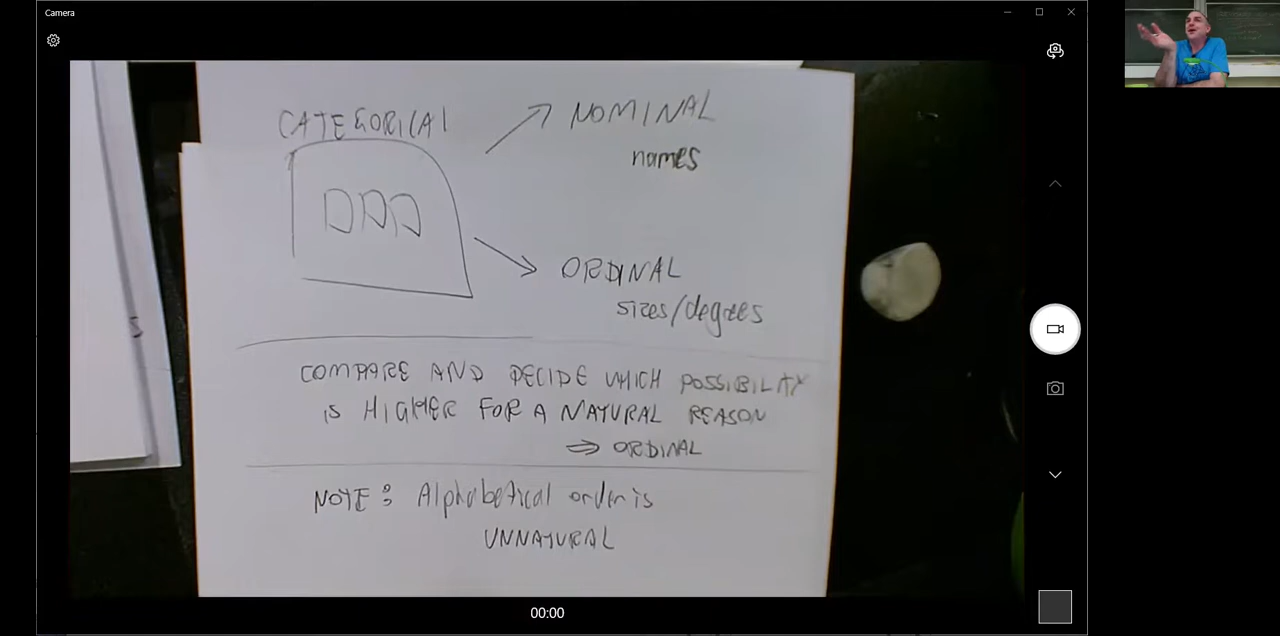 Camera
CATEGORICAL
NOMINAL
names
ORDINAL
sizes/degrees
COMPARE AND DECIDE WHICH POSSIBILITY
IS HIGHER FOR A NATURAL REASON
⇒ ORDINAL
NOTE: Alphabetical order is
UNNATURAL
00:00